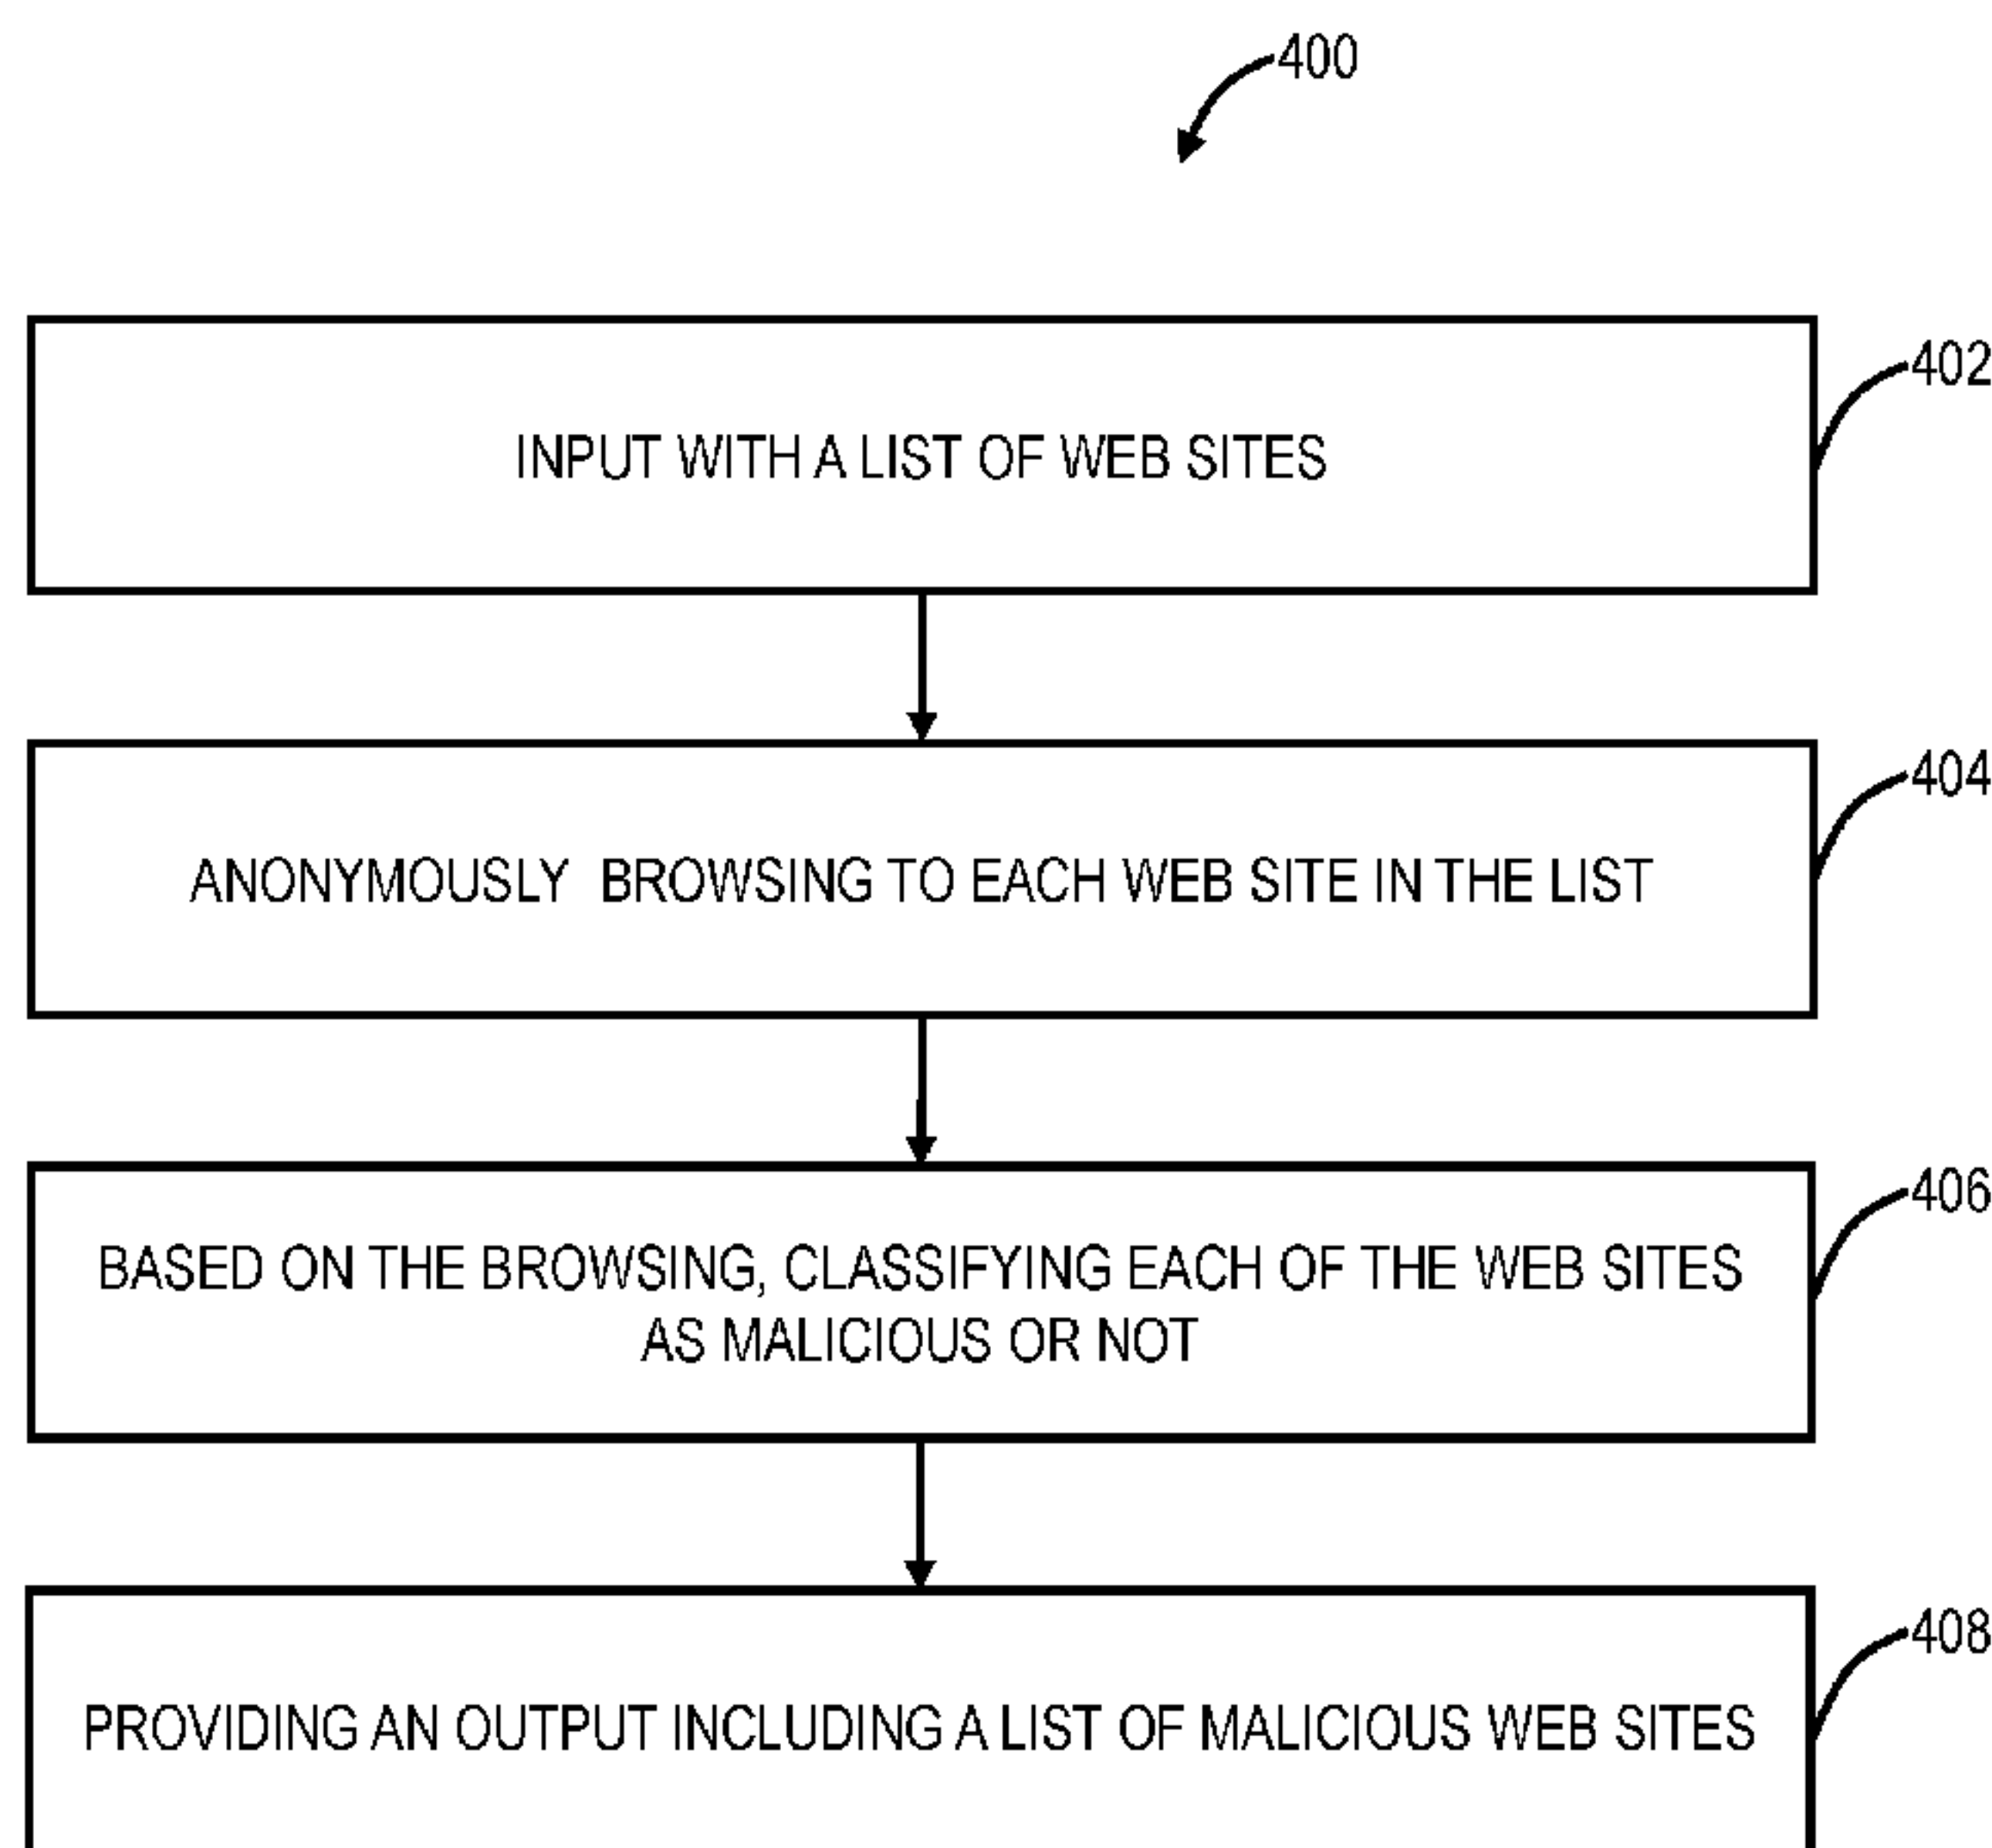 400
402
INPUT WITH A LIST OF WEB SITES
404
ANONYMOUSLY BROWSING TO EACH WEB SITE IN THE LIST
406
BASED ON THE BROWSING, CLASSIFYING EACH OF THE WEB SITES
AS MALICIOUS OR NOT
408
PROVIDING AN OUTPUT INCLUDING A LIST OF MALICIOUS WEB SITES